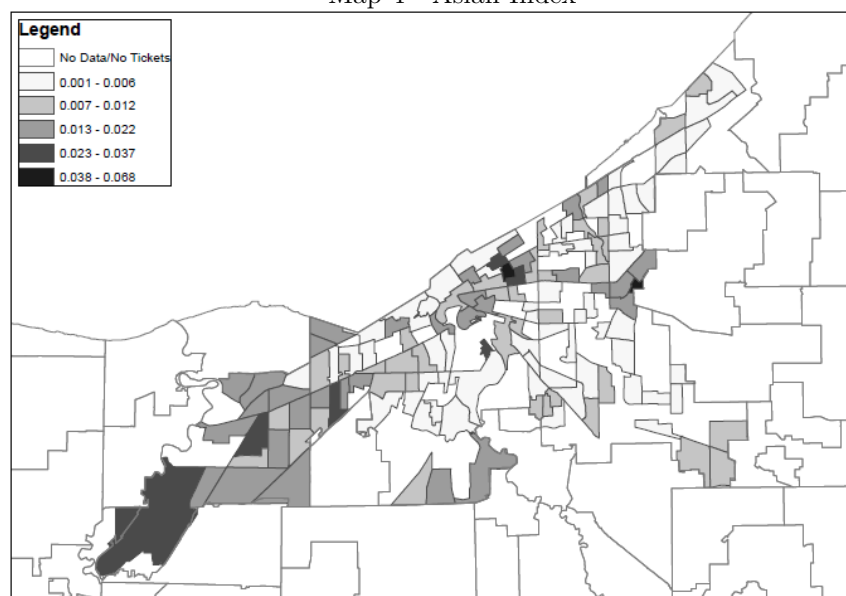 Map 4 - Asian Index
Legend
No Data/No Tickets
0.001 - 0.006
0.007 - 0.012
0.013 - 0.022
0.023 - 0.037
0.038 - 0.068